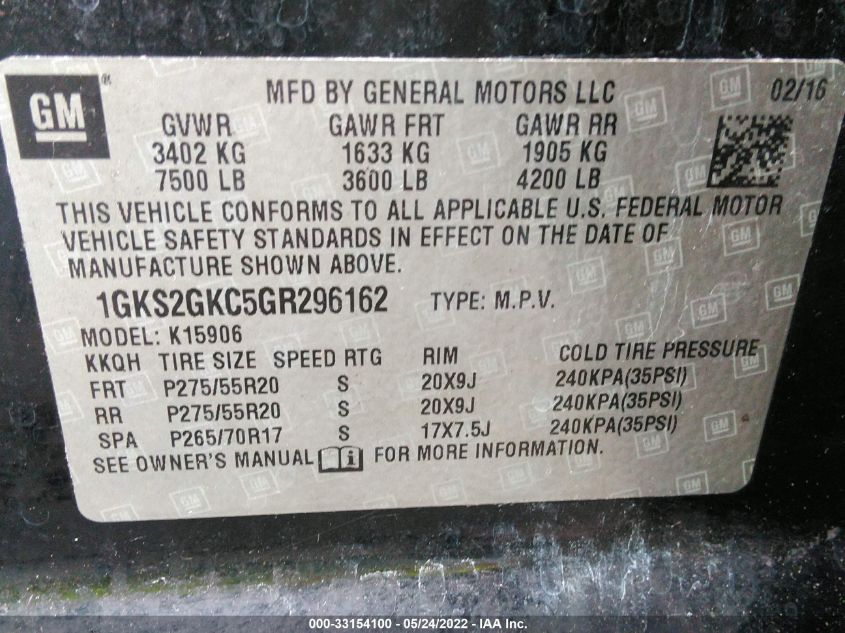 GM ® MFD BY GENERAL MOTORS LLC 02/16
GVWR GAWR FRT GAWR RR
3402 KG 1633 KG 1905 KG
7500 LB 3600 LB 4200 LB
THIS VEHICLE CONFORMS TO ALL APPLICABLE U.S. FEDERAL MOTOR
VEHICLE SAFETY STANDARDS IN EFFECT ON THE DATE OF
MANUFACTURE SHOWN ABOVE.
1GKS2GKC5GR296162 TYPE: M.P.V.
MODEL: K15906
KKQH TIRE SIZE SPEED RTG RIM COLD TIRE PRESSURE
FRT P275/55R20 S 20X9J 240KPA(35PSI)
RR P275/55R20 S 20X9J 240KPA(35PSI)
SPA P265/70R17 S 17X7.5J 240KPA(35PSI)
SEE OWNER'S MANUAL FOR MORE INFORMATION.
000-33154100 - 05/24/2022 - IAA Inc.